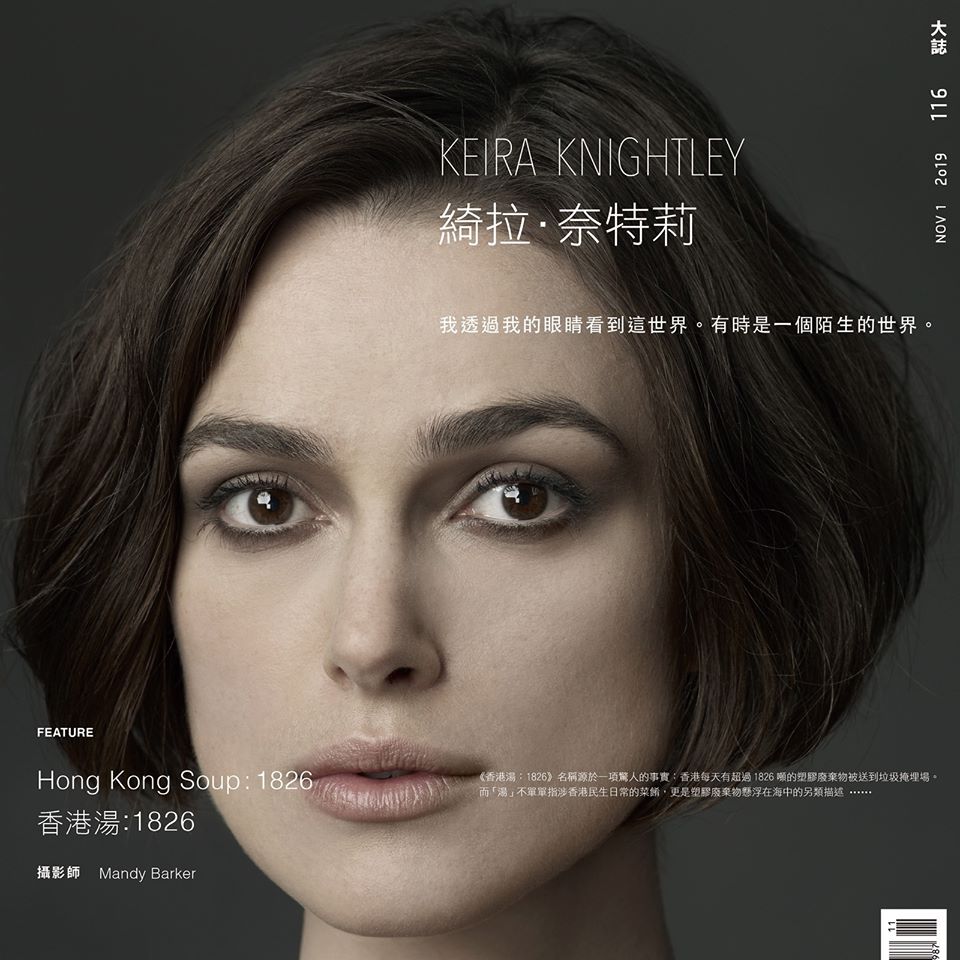 大誌
116
NOV 1 2019
KEIRA KNIGHTLEY
綺拉·奈特莉
我透過我的眼睛看到這世界。有時是一個陌生的世界。
FEATURE
Hong Kong Soup : 1826
香港湯:1826
攝影師 Mandy Barker
《香港湯：1826》名稱源於一項驚人的事實：香港每天有超過 1826 噸的塑膠廢棄物被送到垃圾掩埋場。
而「湯」不單單指涉香港民生日常的菜餚，更是塑膠廢棄物懸浮在海中的另類描述 ⋯⋯
11
987